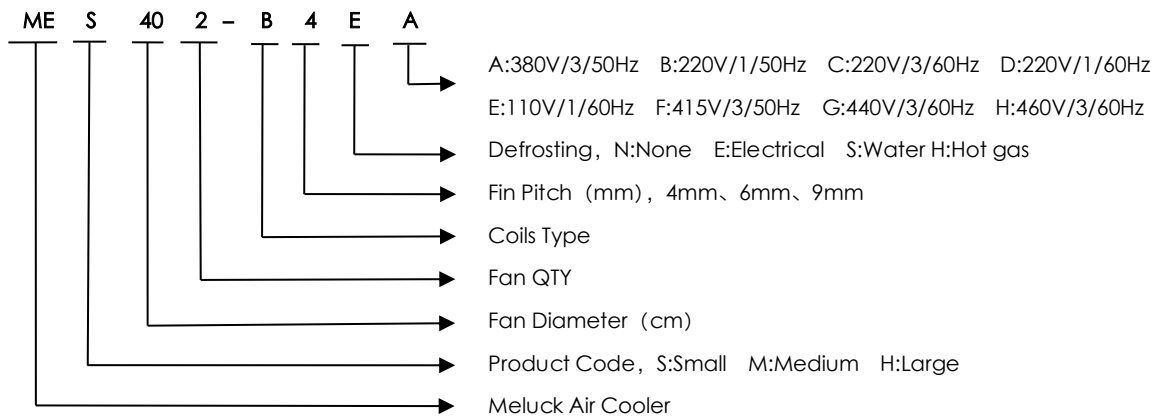 ME S 40 2 – B 4 E A
A:380V/3/50Hz B:220V/1/50Hz C:220V/3/60Hz D:220V/1/60Hz
E:110V/1/60Hz F:415V/3/50Hz G:440V/3/60Hz H:460V/3/60Hz
Defrosting, N:None E:Electrical S:Water H:Hot gas
Fin Pitch (mm), 4mm、6mm、9mm
Coils Type
Fan QTY
Fan Diameter (cm)
Product Code, S:Small M:Medium H:Large
Meluck Air Cooler